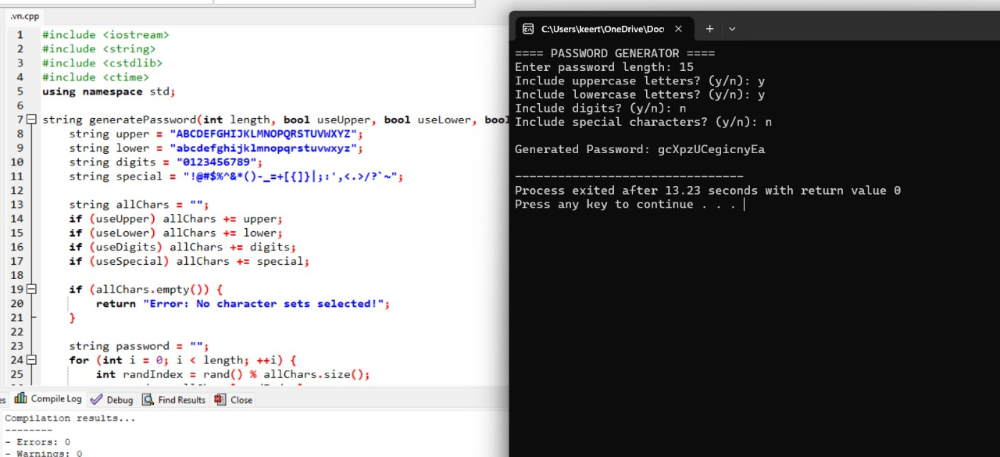 .vn.cpp
1 #include <iostream>
2 #include <string>
3 #include <cstdlib>
4 #include <ctime>
5 using namespace std;
6
7 string generatePassword(int length, bool useUpper, bool useLower, bool
8 string upper = "ABCDEFGHIJKLMNOPQRSTUVWXYZ";
9 string lower = "abcdefghijklmnopqrstuvwxyz";
10 string digits = "0123456789";
11 string special = "!@#$%^&*()-_=+[{]}|;:',<.>/?`~";
12
13 string allChars = "";
14 if (useUpper) allChars += upper;
15 if (useLower) allChars += lower;
16 if (useDigits) allChars += digits;
17 if (useSpecial) allChars += special;
18
19 if (allChars.empty()) {
20 return "Error: No character sets selected!";
21 }
22
23 string password = "";
24 for (int i = 0; i < length; ++i) {
25 int randIndex = rand() % allChars.size();
es Compile Log Debug Find Results Close
Compilation results...
--------
- Errors: 0
- Warnings: 0
C:\Users\keert\OneDrive\Doc
==== PASSWORD GENERATOR ====
Enter password length: 15
Include uppercase letters? (y/n): y
Include lowercase letters? (y/n): y
Include digits? (y/n): n
Include special characters? (y/n): n
Generated Password: gcXpzUCegicnyEa
--------------------------------
Process exited after 13.23 seconds with return value 0
Press any key to continue . . .